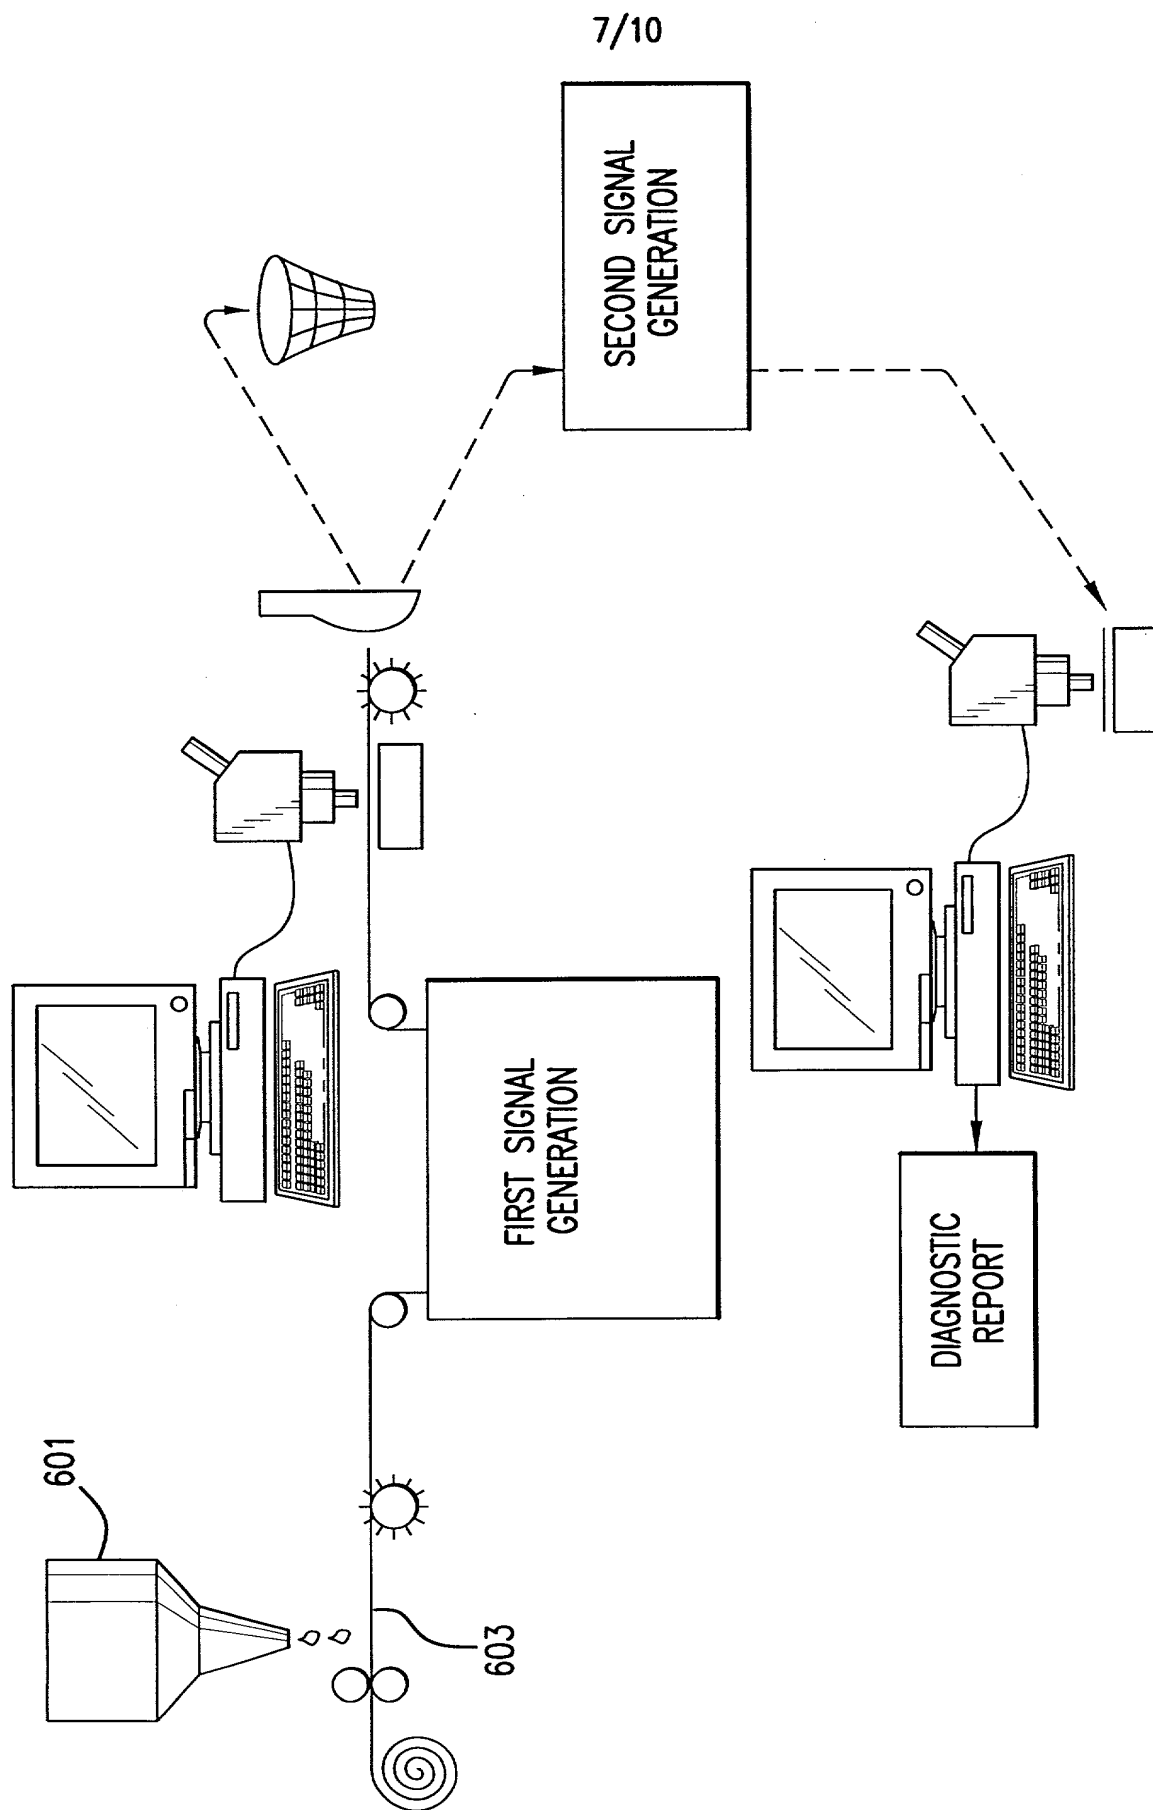 7/10
601
603
FIRST SIGNAL
GENERATION
SECOND SIGNAL
GENERATION
DIAGNOSTIC
REPORT